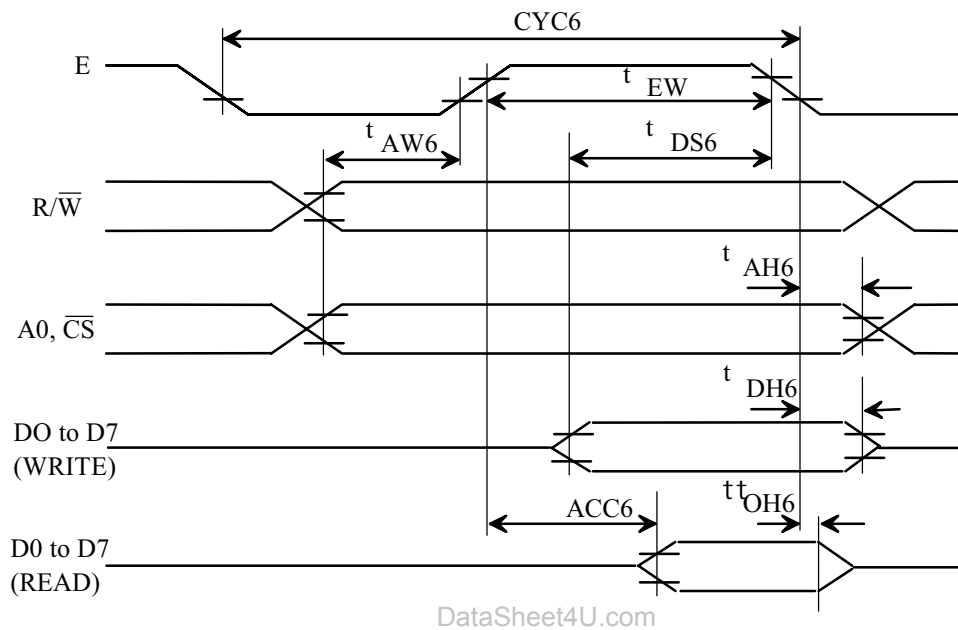 CYC6
E
t
EW
t
AW6
t
DS6
R/W̅
t
AH6
A0, C̅S̅
t
DH6
DO to D7
(WRITE)
tt
OH6
ACC6
D0 to D7
(READ)
DataSheet4U.com